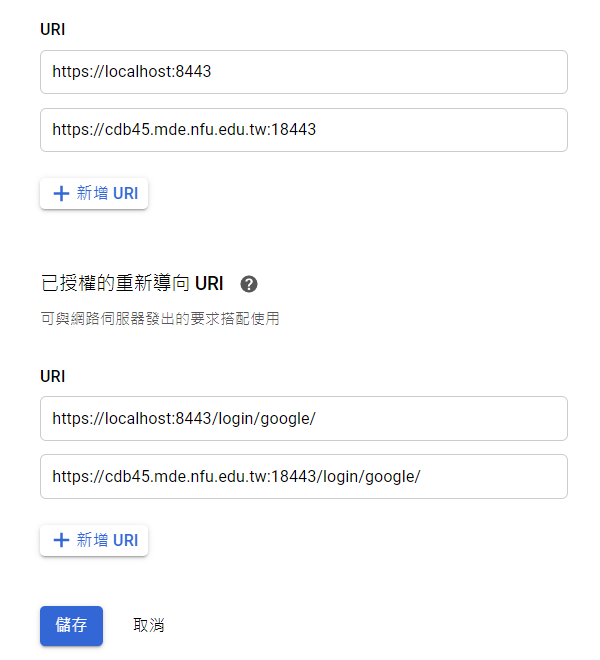 URI
https://localhost:8443
https://cdb45.mde.nfu.edu.tw:18443
+ 新增 URI
已授權的重新導向 URI ?
可與網路伺服器發出的要求搭配使用
URI
https://localhost:8443/login/google/
https://cdb45.mde.nfu.edu.tw:18443/login/google/
+ 新增 URI
儲存 取消